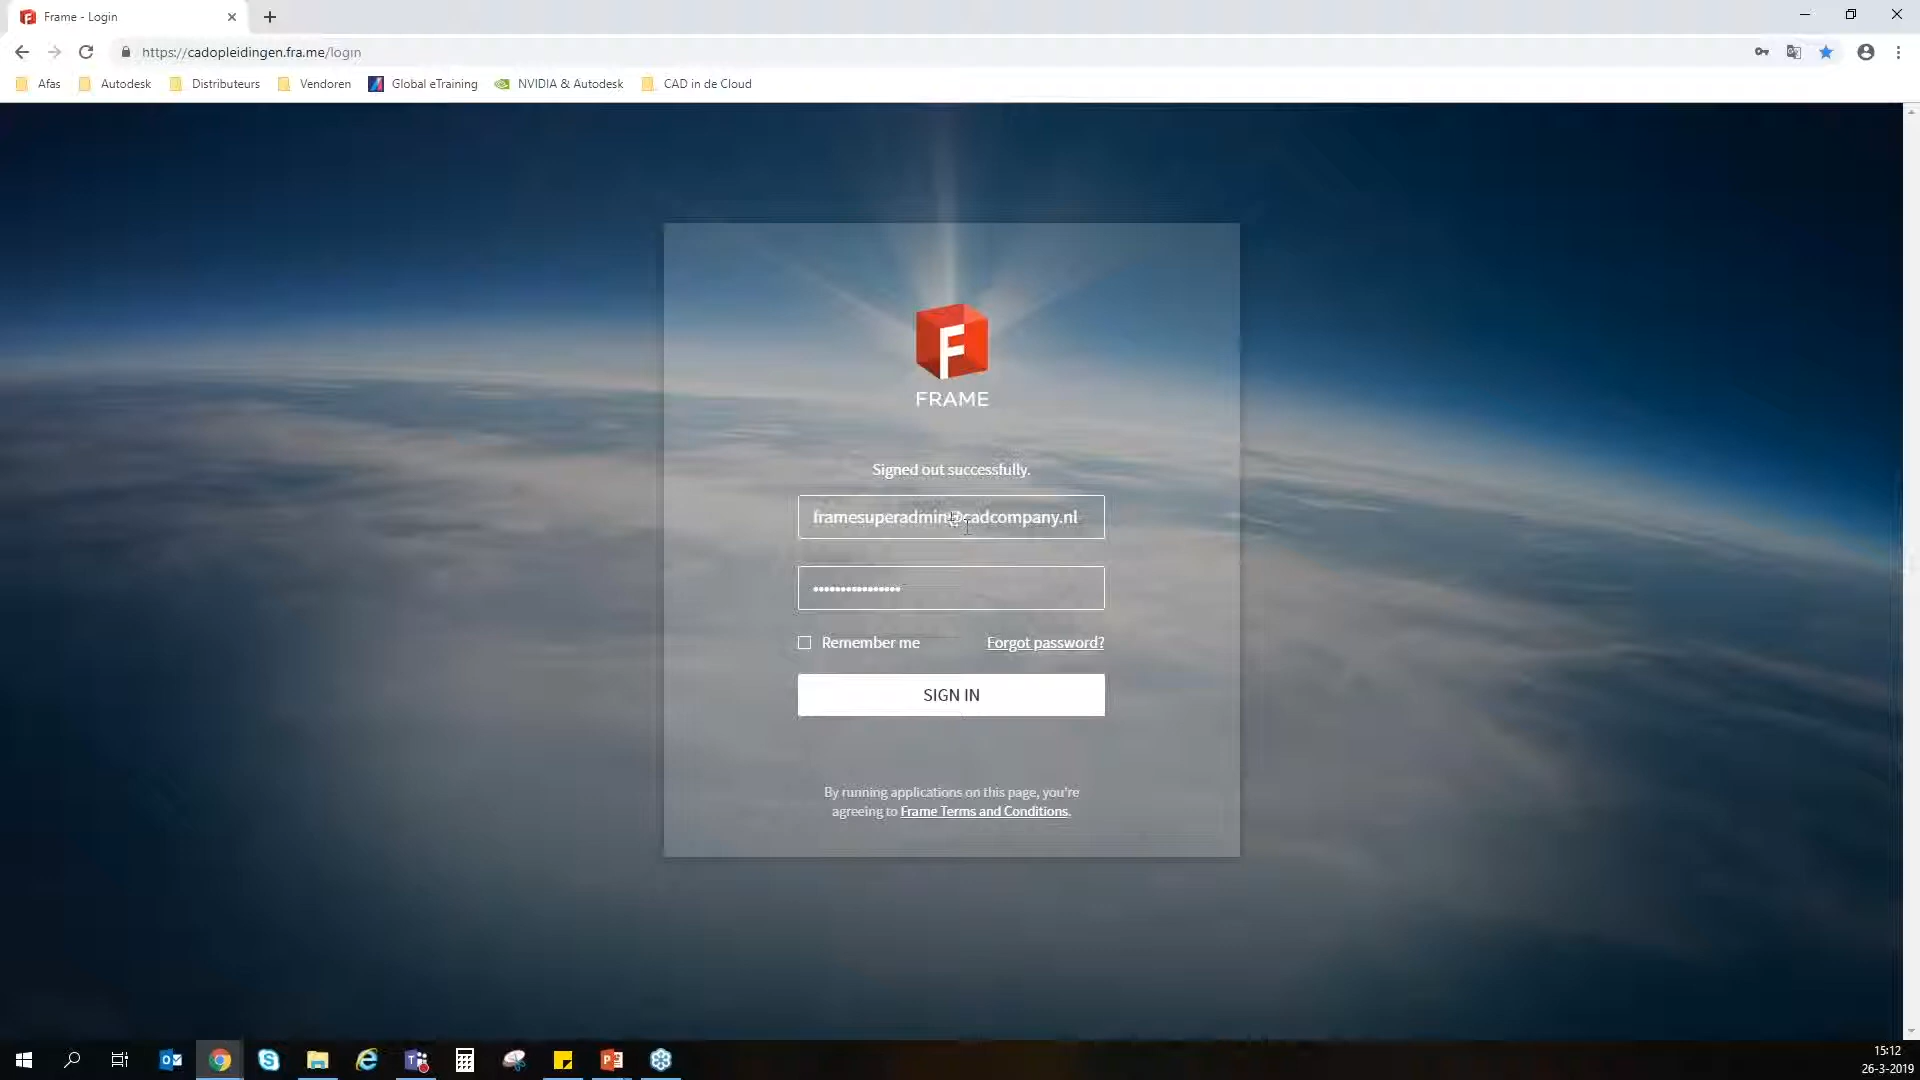 Frame - Login
https://cadopleidingen.fra.me/login
Afas
Autodesk
Distributeurs
Vendoren
Global eTraining
NVIDIA & Autodesk
CAD in de Cloud
F
FRAME
Signed out successfully.
framesuperadmin@cadcompany.nl
Remember me
Forgot password?
SIGN IN
By running applications on this page, you're
agreeing to Frame Terms and Conditions.
15:12
26-3-2019